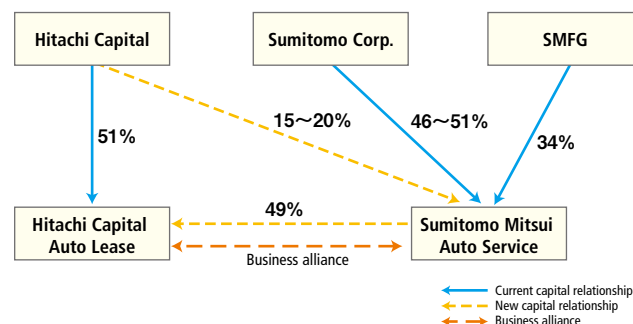 Hitachi Capital
Sumitomo Corp.
SMFG
51%
15～20%
46～51%
34%
49%
Hitachi Capital
Auto Lease
Sumitomo Mitsui
Auto Service
Business alliance
Current capital relationship
New capital relationship
Business alliance